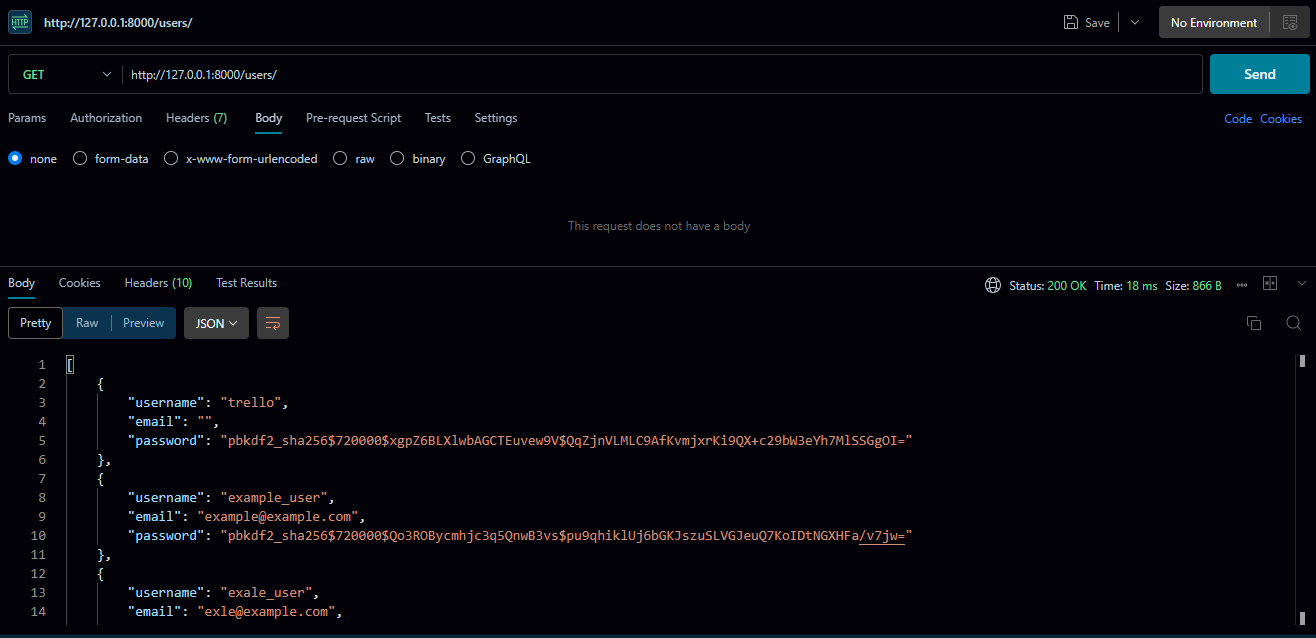 HTTP http://127.0.0.1:8000/users/ Save No Environment
GET http://127.0.0.1:8000/users/ Send
Params Authorization Headers (7) Body Pre-request Script Tests Settings Code Cookies
none form-data x-www-form-urlencoded raw binary GraphQL
This request does not have a body
Body Cookies Headers (10) Test Results Status: 200 OK Time: 18 ms Size: 866 B
Pretty Raw Preview JSON
1 [
2 {
3 "username": "trello",
4 "email": "",
5 "password": "pbkdf2_sha256$720000$xgpZ6BLXlwbAGCTEuvew9V$QqZjnVLMLC9AfKvmjxrKi9QX+c29bW3eYh7MlSSGgOI="
6 },
7 {
8 "username": "example_user",
9 "email": "example@example.com",
10 "password": "pbkdf2_sha256$720000$Qo3ROBycmhjc3q5QnwB3vs$pu9qhiklUj6bGKJszuSLVGJeuQ7KoIDtNGXHFa/v7jw="
11 },
12 {
13 "username": "exale_user",
14 "email": "exle@example.com",